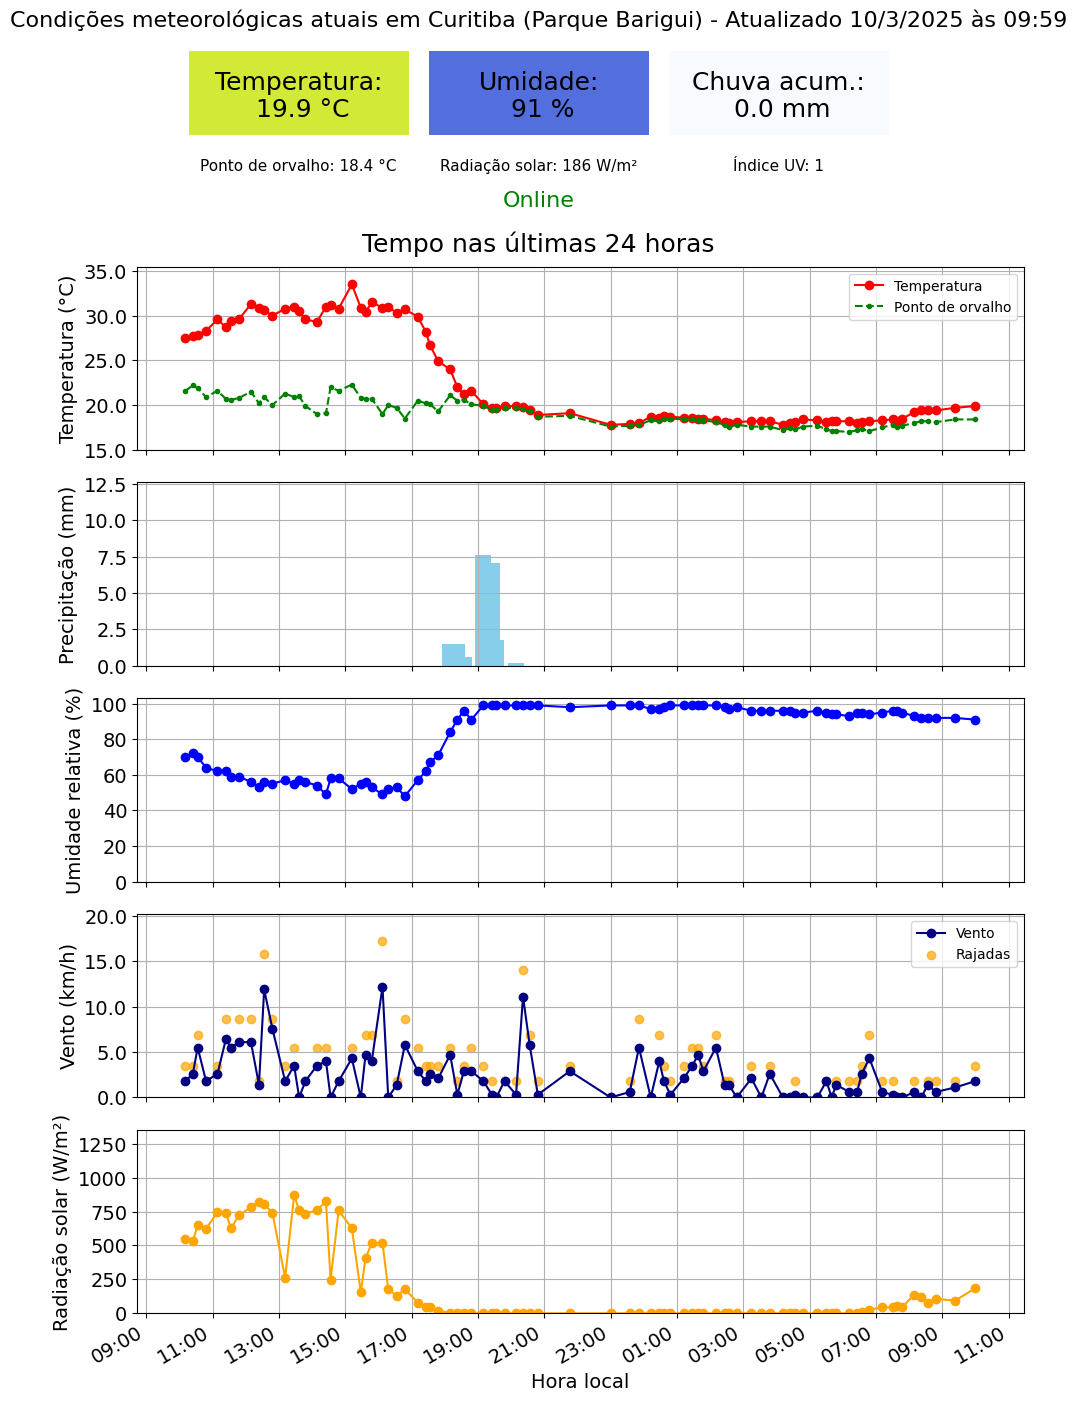 Condições meteorológicas atuais em Curitiba (Parque Barigui) - Atualizado 10/3/2025 às 09:59
Temperatura:
19.9 °C
Umidade:
91 %
Chuva acum.:
0.0 mm
Ponto de orvalho: 18.4 °C
Radiação solar: 186 W/m²
Índice UV: 1
Online
Tempo nas últimas 24 horas
Temperatura (°C)
35.0
30.0
25.0
20.0
15.0
Temperatura
Ponto de orvalho
Precipitação (mm)
12.5
10.0
7.5
5.0
2.5
0.0
Umidade relativa (%)
100
80
60
40
20
0
Vento (km/h)
20.0
15.0
10.0
5.0
0.0
Vento
Rajadas
Radiação solar (W/m²)
1250
1000
750
500
250
0
09:00
11:00
13:00
15:00
17:00
19:00
21:00
23:00
01:00
03:00
05:00
07:00
09:00
11:00
Hora local